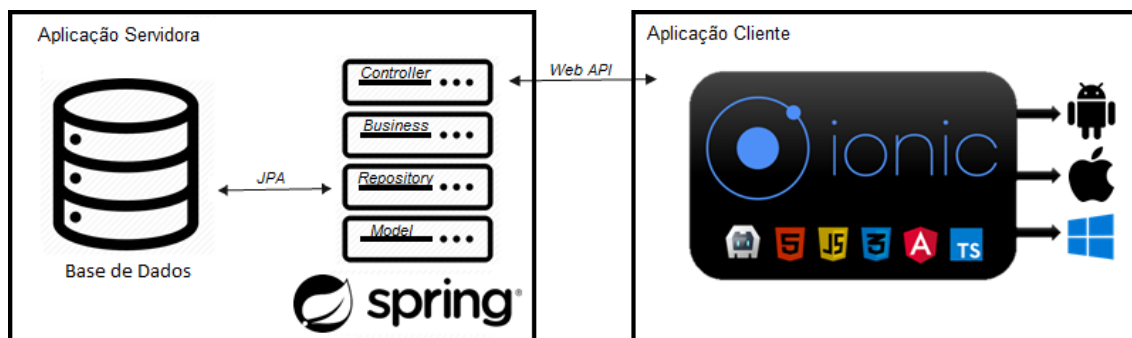 Aplicação Servidora
Controller
Business
Repository
Model
JPA
Base de Dados
spring®
Web API
Aplicação Cliente
ionic
5
JS
3
A
TS